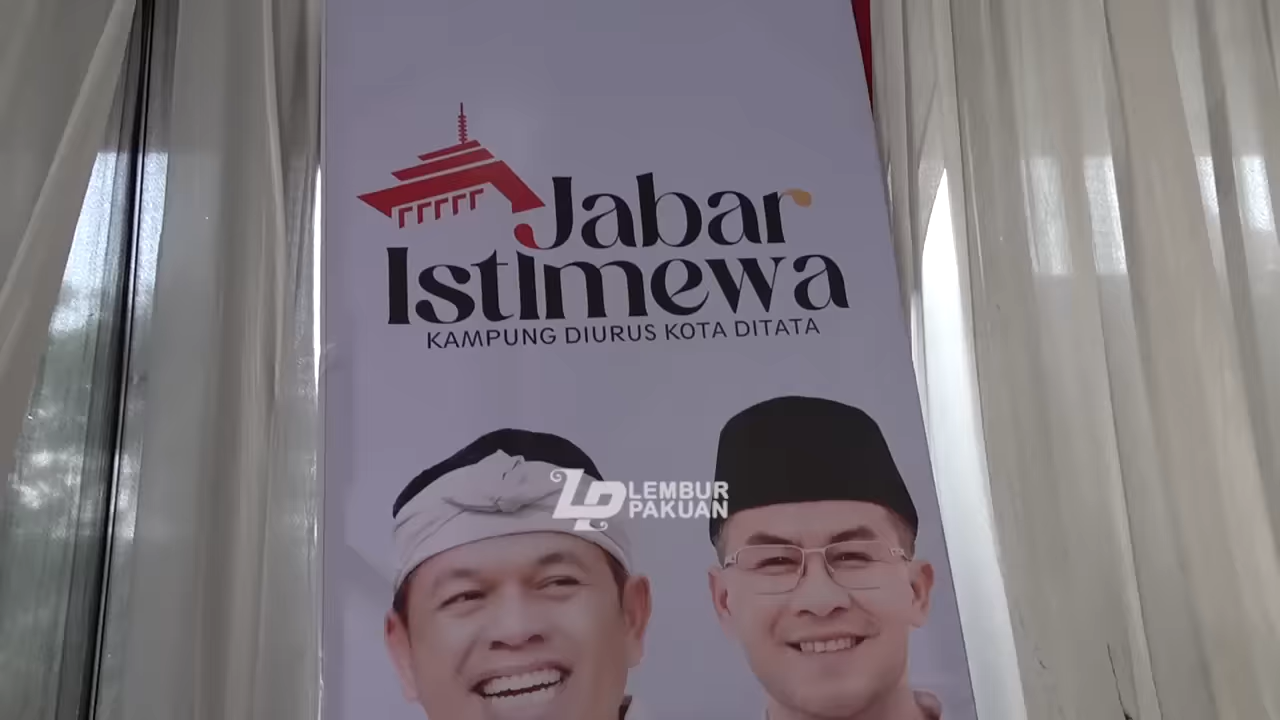 Jabar
Istimewa
KAMPUNG DIURUS KOTA DITATA
LP LEMBUR
PAKUAN